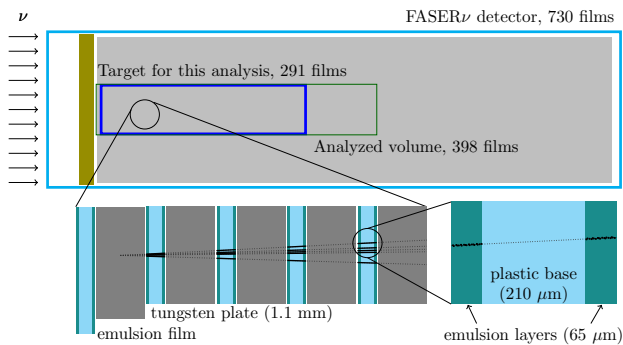 ν
FASERν detector, 730 films
Target for this analysis, 291 films
Analyzed volume, 398 films
plastic base
(210 μm)
tungsten plate (1.1 mm)
emulsion film
emulsion layers (65 μm)